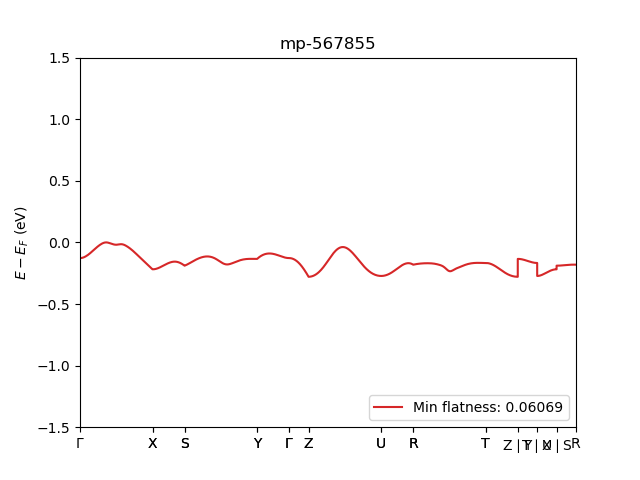 mp-567855
1.5
1.0
0.5
0.0
−0.5
−1.0
−1.5
E − E_F (eV)
Min flatness: 0.06069
Γ X S Y Γ Z U R T Z | Y | X | S R